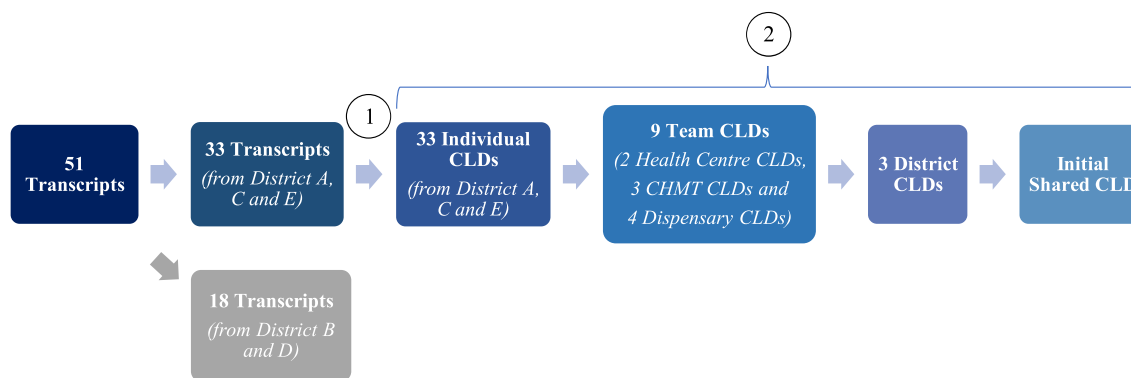 2
1
51
Transcripts
33 Transcripts
(from District A,
C and E)
33 Individual
CLDs
(from District A,
C and E)
9 Team CLDs
(2 Health Centre CLDs,
3 CHMT CLDs and
4 Dispensary CLDs)
3 District
CLDs
Initial
Shared CLD
18 Transcripts
(from District B
and D)